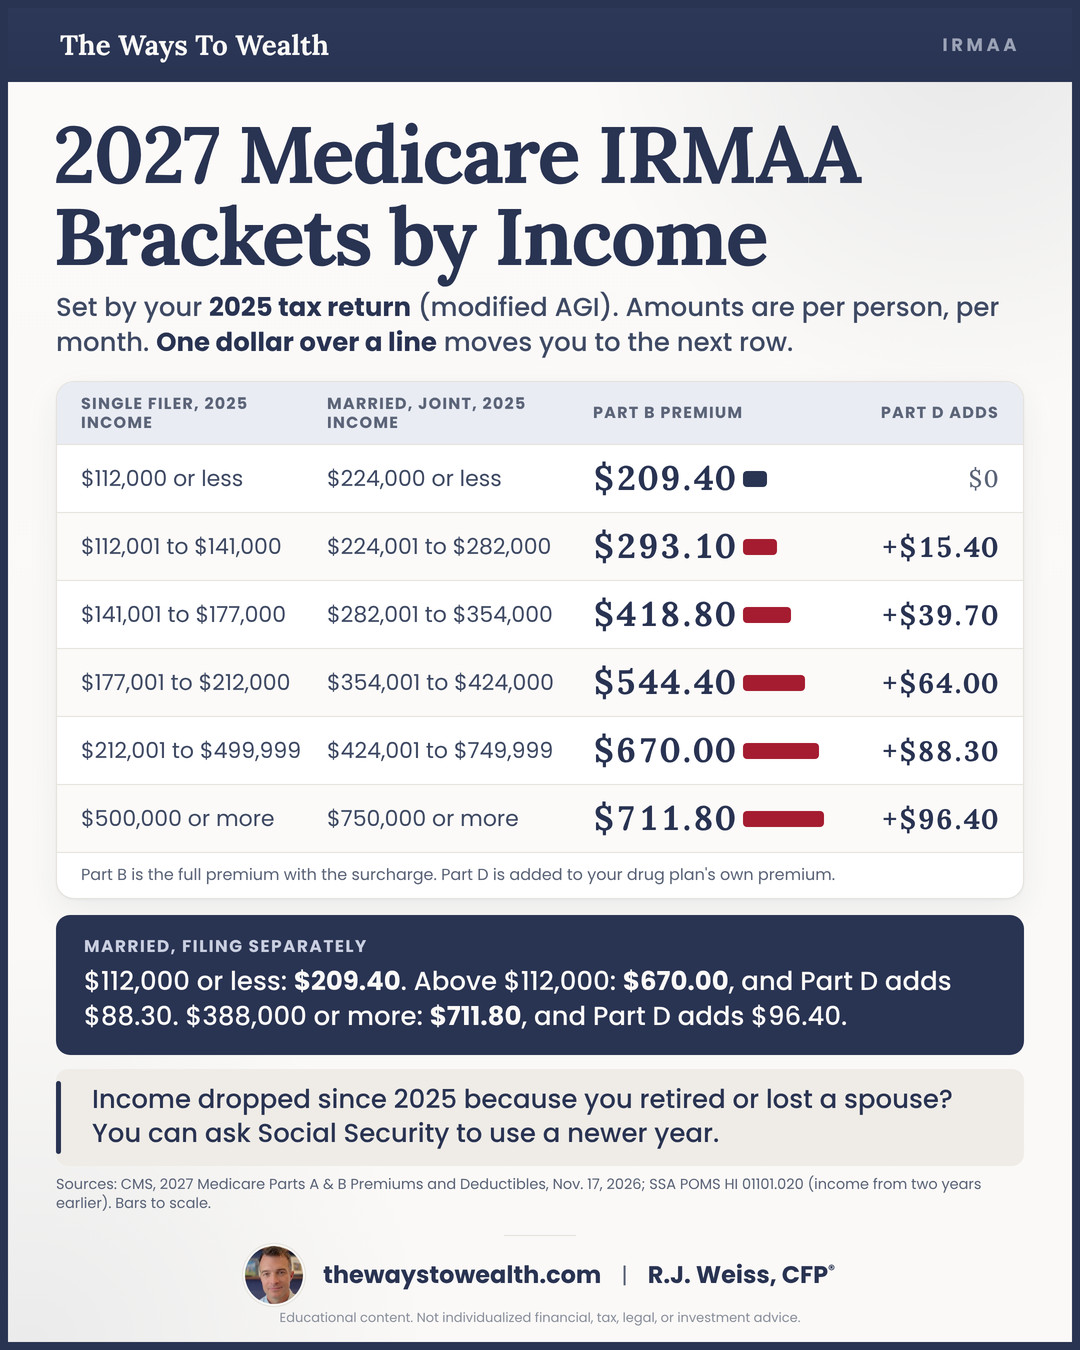 The Ways To Wealth
IRMAA
2027 Medicare IRMAA
Brackets by Income
Set by your 2025 tax return (modified AGI). Amounts are per person, per
month. One dollar over a line moves you to the next row.
SINGLE FILER, 2025
INCOME
MARRIED, JOINT, 2025
INCOME
PART B PREMIUM
PART D ADDS
$112,000 or less $224,000 or less $209.40 $0
$112,001 to $141,000 $224,001 to $282,000 $293.10 +$15.40
$141,001 to $177,000 $282,001 to $354,000 $418.80 +$39.70
$177,001 to $212,000 $354,001 to $424,000 $544.40 +$64.00
$212,001 to $499,999 $424,001 to $749,999 $670.00 +$88.30
$500,000 or more $750,000 or more $711.80 +$96.40
Part B is the full premium with the surcharge. Part D is added to your drug plan's own premium.
MARRIED, FILING SEPARATELY
$112,000 or less: $209.40. Above $112,000: $670.00, and Part D adds
$88.30. $388,000 or more: $711.80, and Part D adds $96.40.
Income dropped since 2025 because you retired or lost a spouse?
You can ask Social Security to use a newer year.
Sources: CMS, 2027 Medicare Parts A & B Premiums and Deductibles, Nov. 17, 2026; SSA POMS HI 01101.020 (income from two years
earlier). Bars to scale.
thewaystowealth.com | R.J. Weiss, CFP®
Educational content. Not individualized financial, tax, legal, or investment advice.